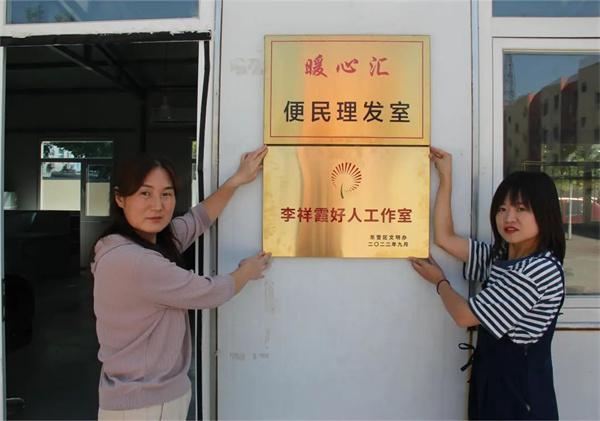 暖心汇
便民理发室
李祥霞好人工作室
东营区文明办
二〇二二年九月